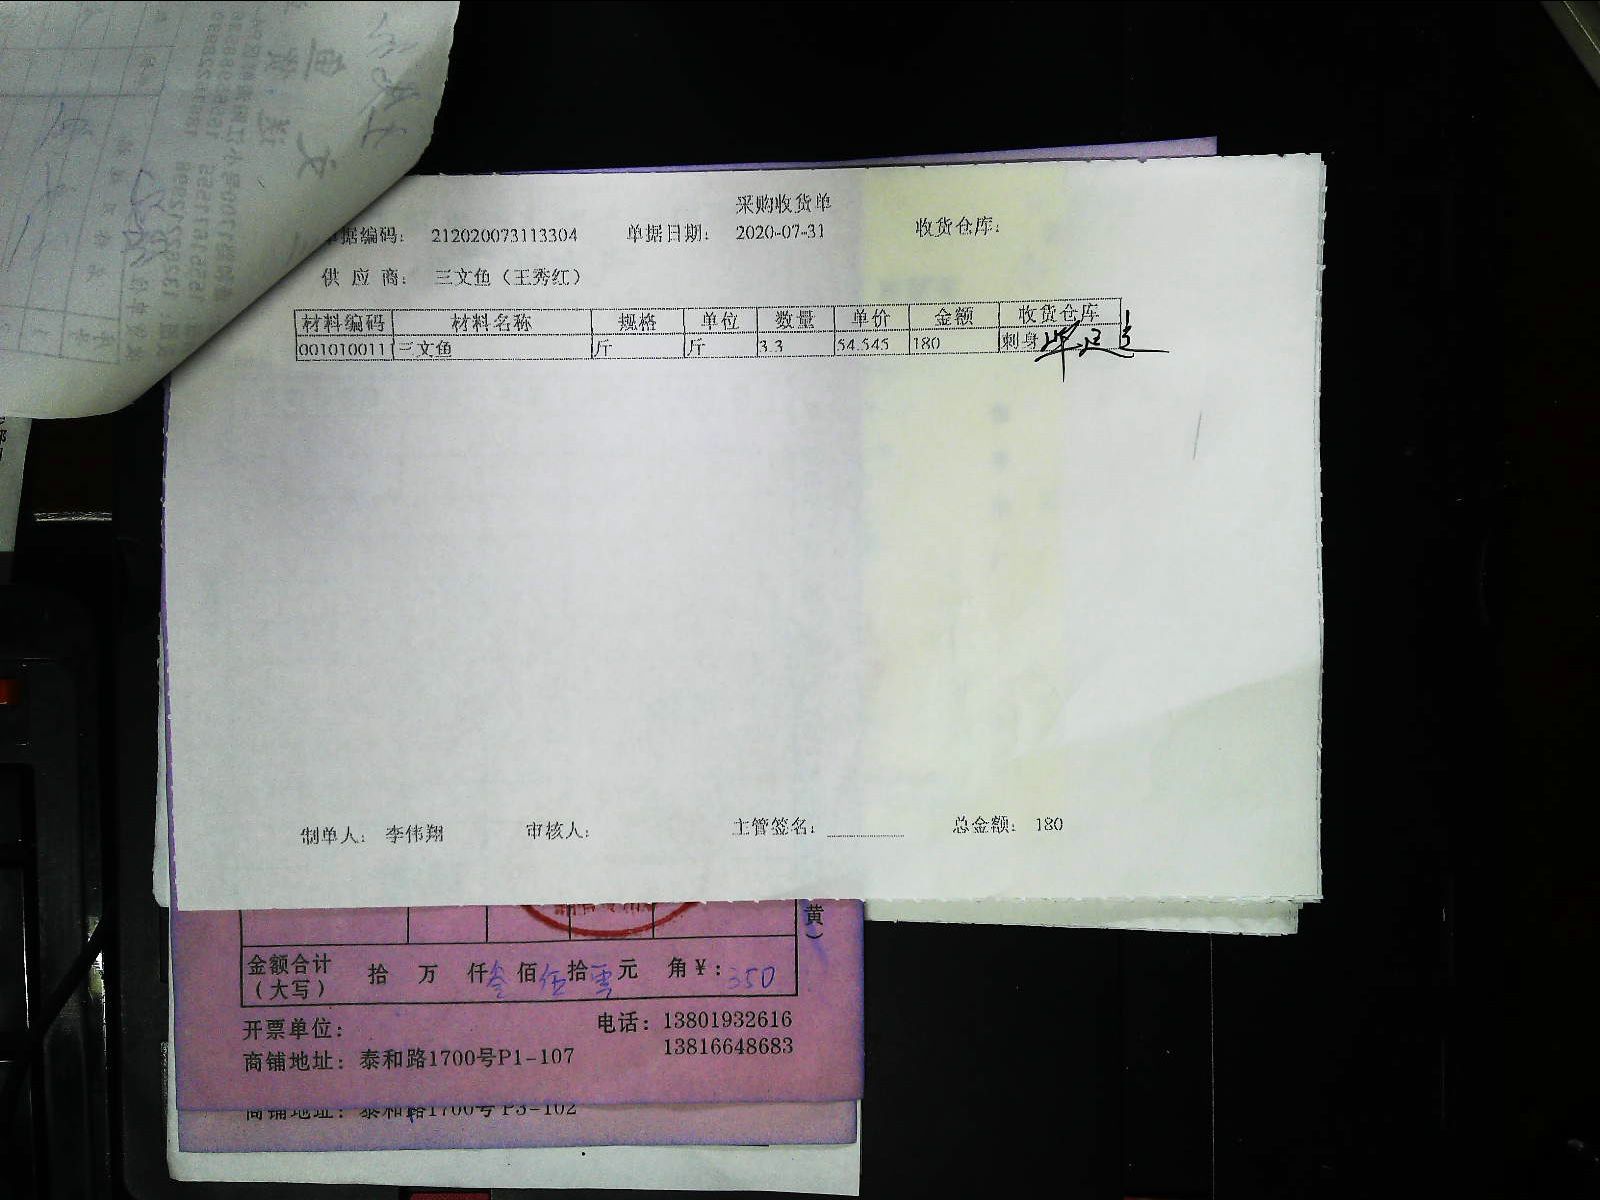 采购收货单
单据编码: 212020073113304 单据日期: 2020-07-31 收货仓库:
供 应 商: 三文鱼（王秀红）
材料编码 材料名称 规格 单位 数量 单价 金额 收货仓库
001010011 三文鱼 斤 斤 3.3 54.545 180 刺身
制单人: 李伟翔 审核人: 主管签名: 总金额: 180
黄）
金额合计（大写） 拾 万 仟叁佰伍拾零元 角￥: 350
开票单位: 电话: 13801932616
13816648683
商铺地址: 泰和路1700号P1-107
商铺地址: 泰和路1700号P3-102